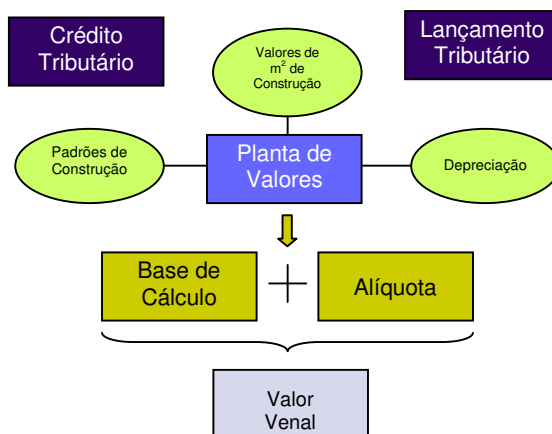 Crédito
Tributário
Valores de
m² de
Construção
Lançamento
Tributário
Padrões de
Construção
Planta de
Valores
Depreciação
Base de
Cálculo
+
Alíquota
Valor
Venal